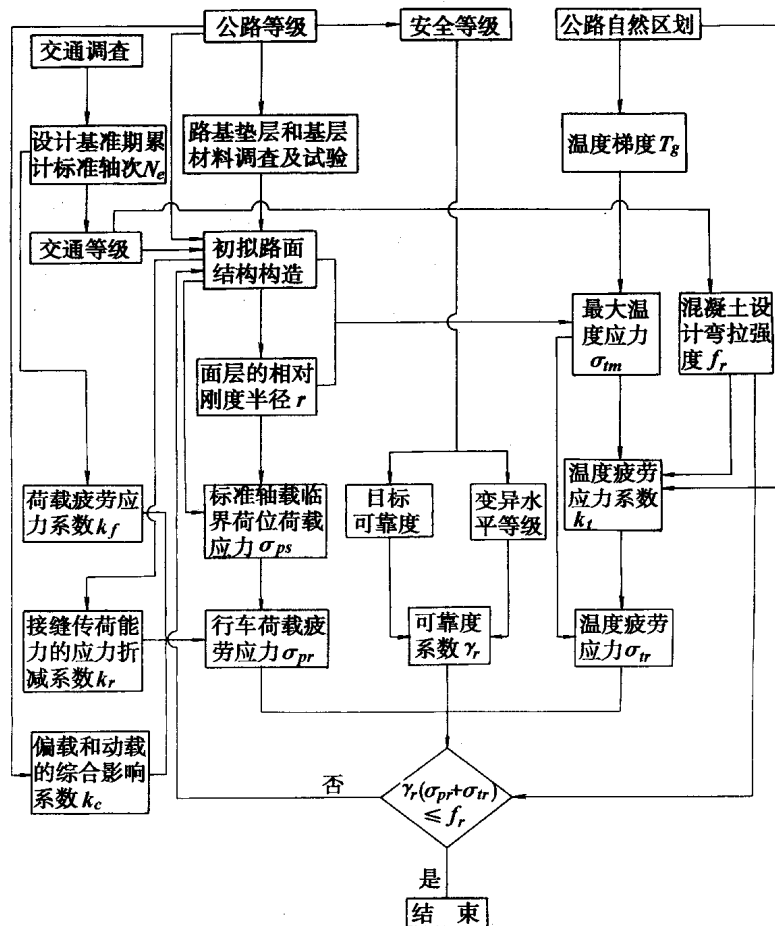 公路等级
安全等级
公路自然区划
交通调查
设计基准期累
计标准轴次Ne
路基垫层和基层
材料调查及试验
温度梯度Tg
交通等级
初拟路面
结构构造
最大温
度应力
σtm
混凝土设
计弯拉强
度fr
面层的相对
刚度半径r
荷载疲劳应
力系数kf
标准轴载临
界荷位荷载
应力σps
目标
可靠度
变异水
平等级
温度疲劳
应力系数
kt
接缝传荷能
力的应力折
减系数kr
行车荷载疲
劳应力σpr
可靠度
系数γr
温度疲劳
应力σtr
偏载和动载
的综合影响
系数kc
否
γr(σpr+σtr)
≤fr
是
结 束